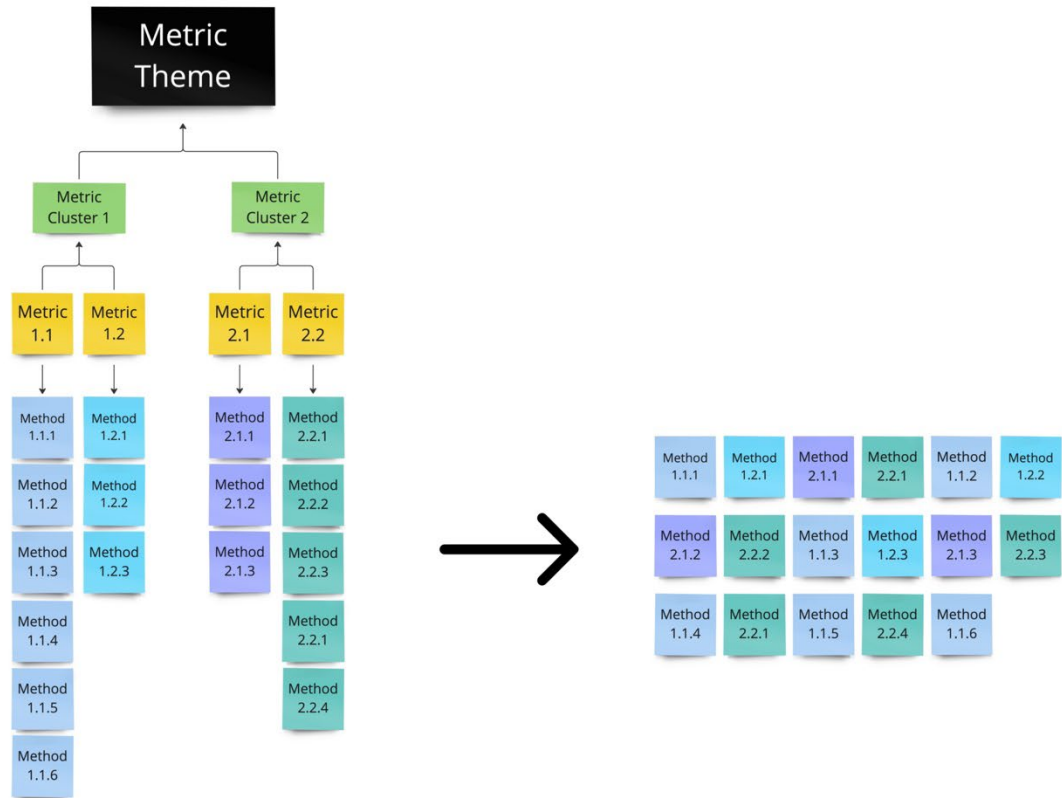 Metric
Theme
Metric
Cluster 1
Metric
Cluster 2
Metric
1.1
Metric
1.2
Metric
2.1
Metric
2.2
Method
1.1.1
Method
1.2.1
Method
2.1.1
Method
2.2.1
Method
1.1.2
Method
1.2.2
Method
2.1.2
Method
2.2.2
Method
1.1.3
Method
1.2.3
Method
2.1.3
Method
2.2.3
Method
1.1.4
Method
2.2.1
Method
1.1.5
Method
2.2.4
Method
1.1.6
Method
1.1.1
Method
1.2.1
Method
2.1.1
Method
2.2.1
Method
1.1.2
Method
1.2.2
Method
2.1.2
Method
2.2.2
Method
1.1.3
Method
1.2.3
Method
2.1.3
Method
2.2.3
Method
1.1.4
Method
2.2.1
Method
1.1.5
Method
2.2.4
Method
1.1.6